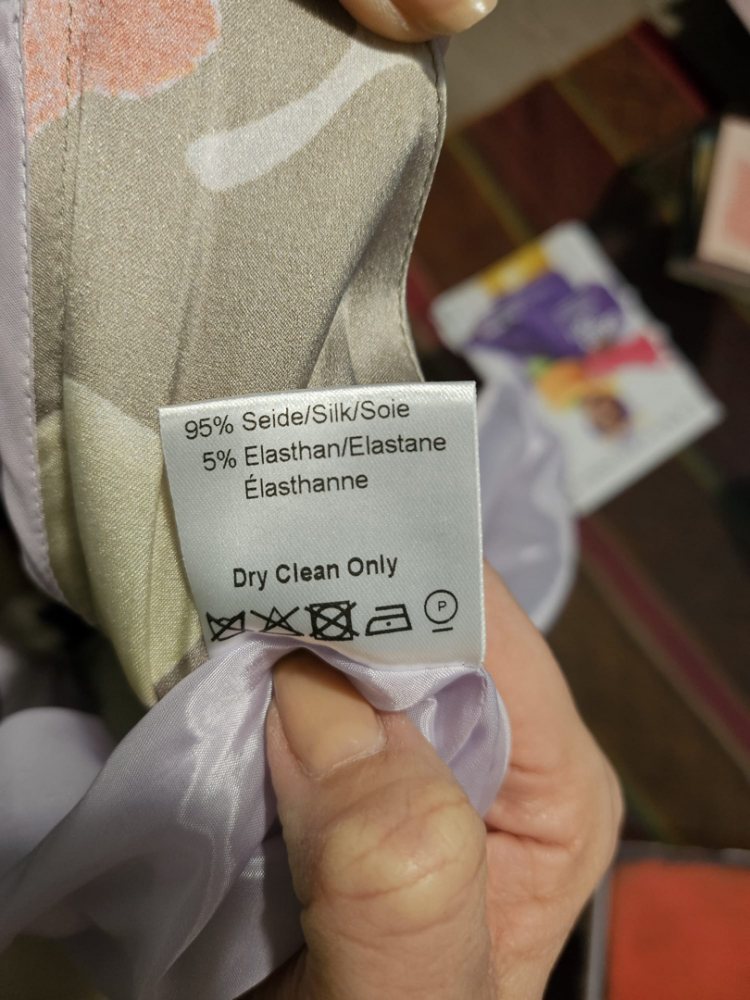 95% Seide/Silk/Soie
5% Elasthan/Elastane
Élasthanne
Dry Clean Only
P